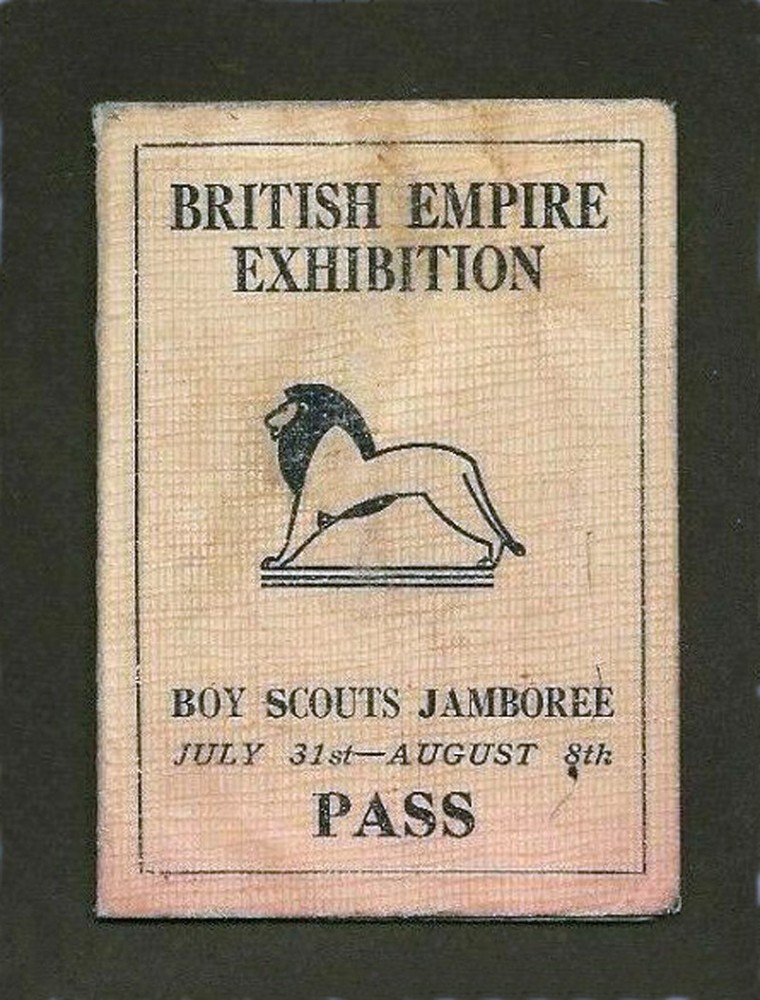 BRITISH EMPIRE
EXHIBITION
BOY SCOUTS JAMBOREE
JULY 31st—AUGUST 8th
PASS